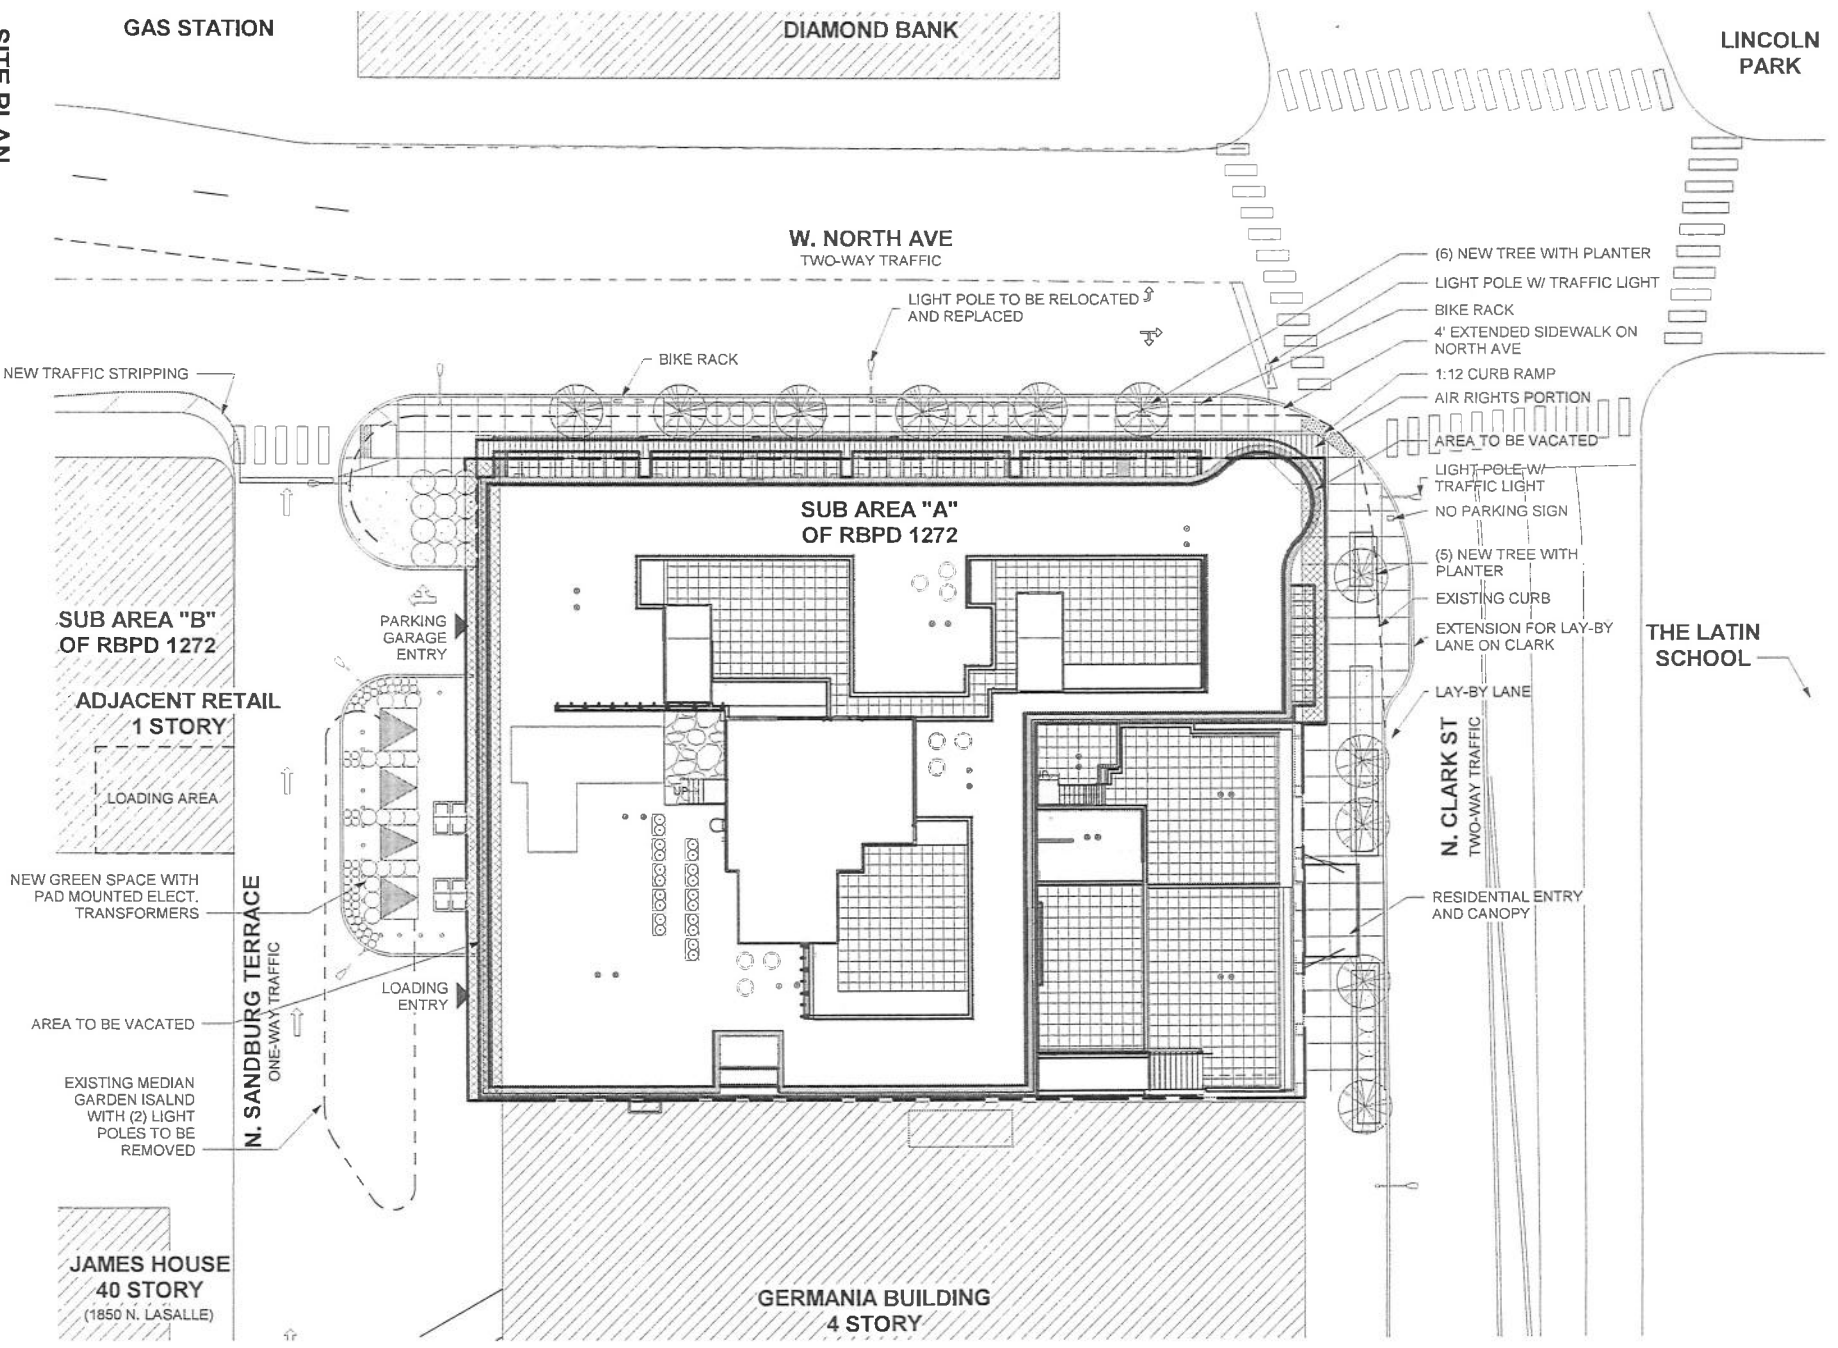 SITE PLAN
GAS STATION
DIAMOND BANK
LINCOLN
PARK
W. NORTH AVE
TWO-WAY TRAFFIC
LIGHT POLE TO BE RELOCATED
AND REPLACED
BIKE RACK
NEW TRAFFIC STRIPPING
(6) NEW TREE WITH PLANTER
LIGHT POLE W/ TRAFFIC LIGHT
BIKE RACK
4' EXTENDED SIDEWALK ON
NORTH AVE
1:12 CURB RAMP
AIR RIGHTS PORTION
AREA TO BE VACATED
LIGHT POLE W/
TRAFFIC LIGHT
NO PARKING SIGN
(5) NEW TREE WITH
PLANTER
EXISTING CURB
EXTENSION FOR LAY-BY
LANE ON CLARK
LAY-BY LANE
THE LATIN
SCHOOL
N. CLARK ST
TWO-WAY TRAFFIC
RESIDENTIAL ENTRY
AND CANOPY
SUB AREA "A"
OF RBPD 1272
UP
UP
PARKING
GARAGE
ENTRY
SUB AREA "B"
OF RBPD 1272
ADJACENT RETAIL
1 STORY
LOADING AREA
NEW GREEN SPACE WITH
PAD MOUNTED ELECT.
TRANSFORMERS
N. SANDBURG TERRACE
ONE-WAY TRAFFIC
LOADING
ENTRY
AREA TO BE VACATED
EXISTING MEDIAN
GARDEN ISALND
WITH (2) LIGHT
POLES TO BE
REMOVED
JAMES HOUSE
40 STORY
(1850 N. LASALLE)
GERMANIA BUILDING
4 STORY